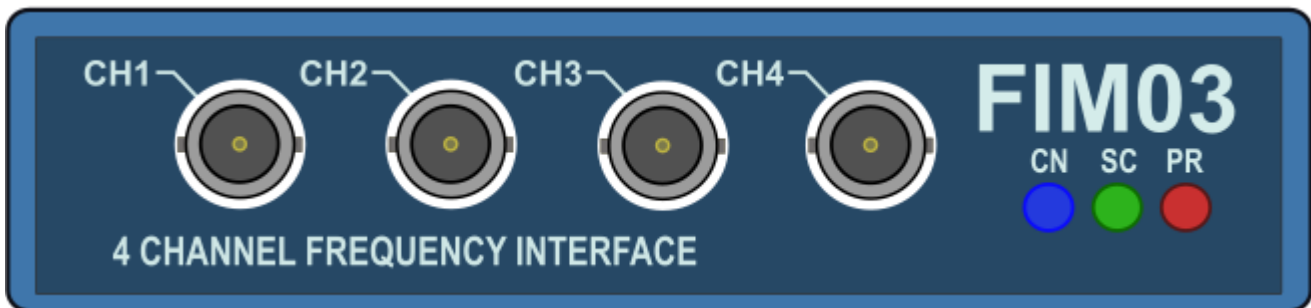 CH1
CH2
CH3
CH4
FIM03
CN SC PR
4 CHANNEL FREQUENCY INTERFACE